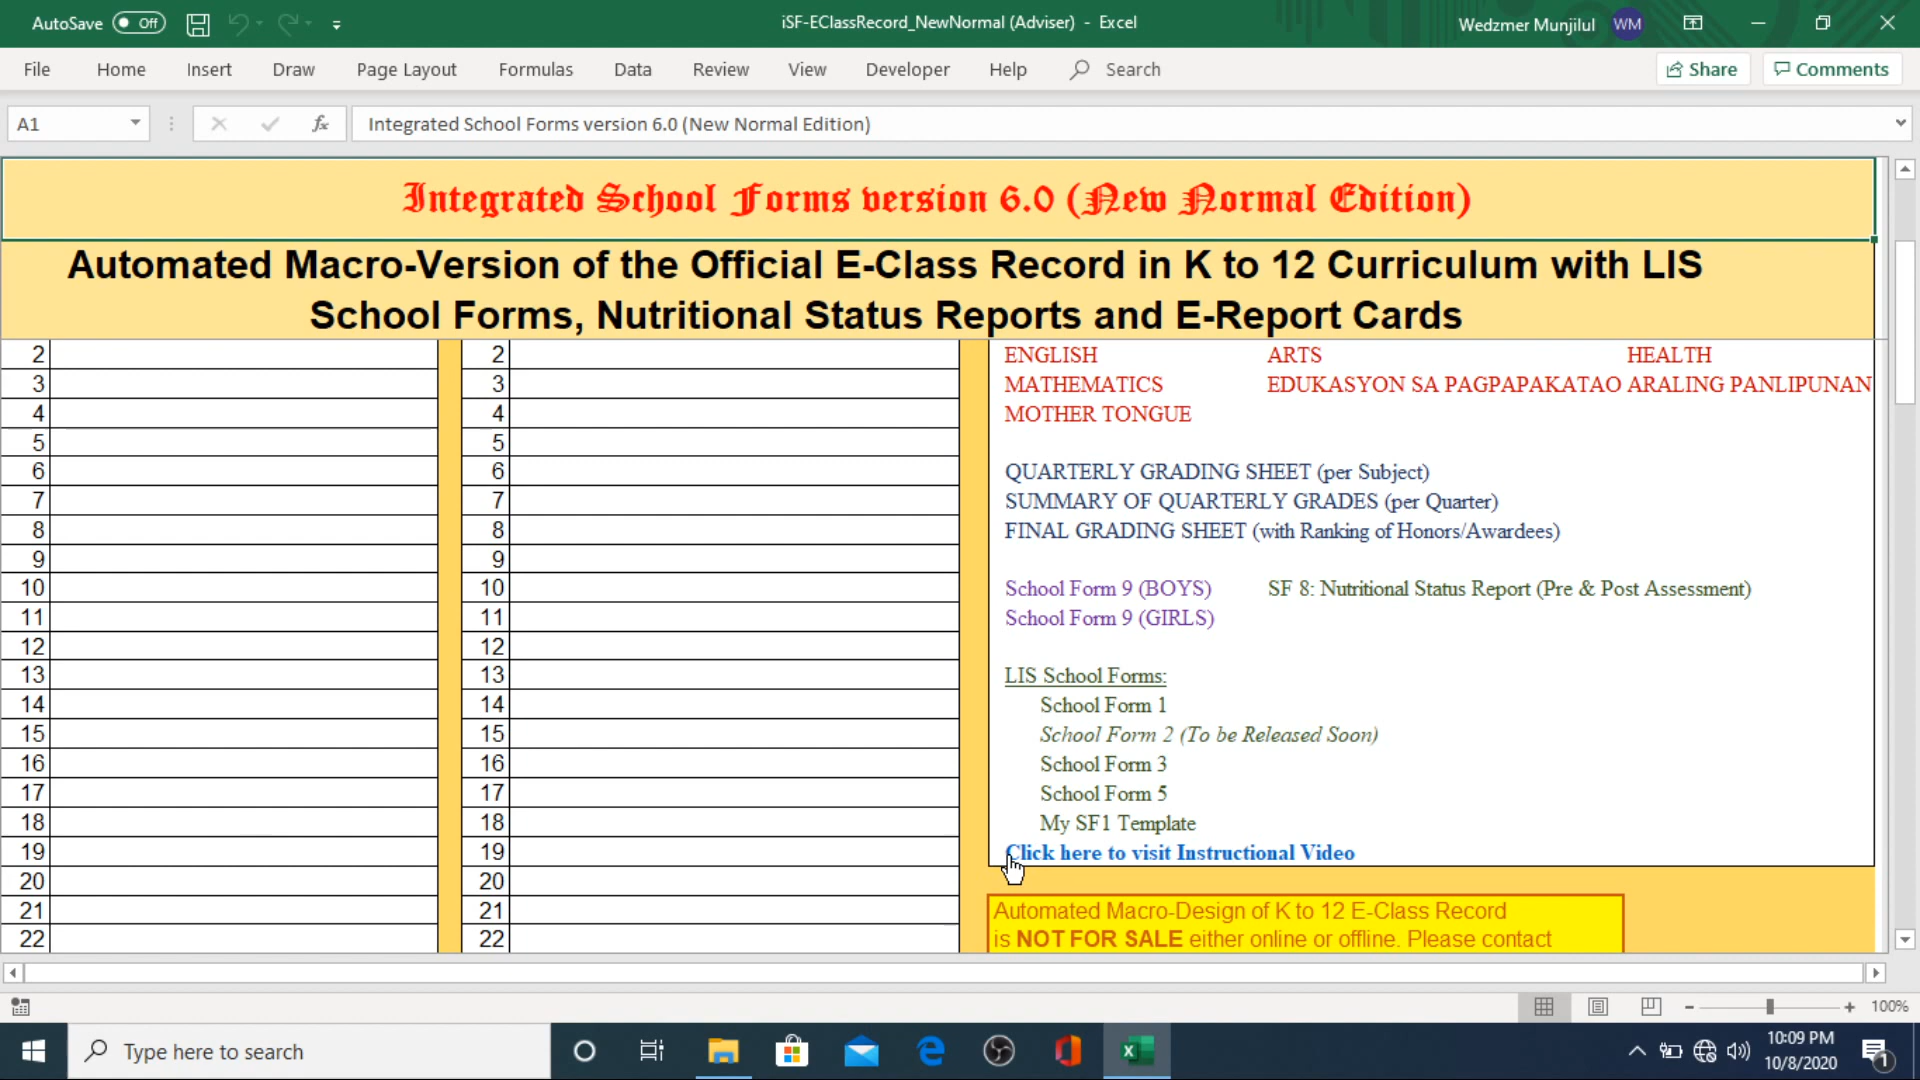 AutoSave Off iSF-EClassRecord_NewNormal (Adviser) - Excel Wedzmer Munjilul WM
File Home Insert Draw Page Layout Formulas Data Review View Developer Help Search Share Comments
A1 fx Integrated School Forms version 6.0 (New Normal Edition)
Integrated School Forms version 6.0 (New Normal Edition)
Automated Macro-Version of the Official E-Class Record in K to 12 Curriculum with LIS
School Forms, Nutritional Status Reports and E-Report Cards
2 2 ENGLISH ARTS HEALTH
3 3 MATHEMATICS EDUKASYON SA PAGPAPAKATAO ARALING PANLIPUNAN
4 4 MOTHER TONGUE
5 5
6 6 QUARTERLY GRADING SHEET (per Subject)
7 7 SUMMARY OF QUARTERLY GRADES (per Quarter)
8 8 FINAL GRADING SHEET (with Ranking of Honors/Awardees)
9 9
10 10 School Form 9 (BOYS) SF 8: Nutritional Status Report (Pre & Post Assessment)
11 11 School Form 9 (GIRLS)
12 12
13 13 LIS School Forms:
14 14 School Form 1
15 15 School Form 2 (To be Released Soon)
16 16 School Form 3
17 17 School Form 5
18 18 My SF1 Template
19 19 Click here to visit Instructional Video
20 20
21 21 Automated Macro-Design of K to 12 E-Class Record
22 22 is NOT FOR SALE either online or offline. Please contact
100%
Type here to search 10:09 PM
10/8/2020 1